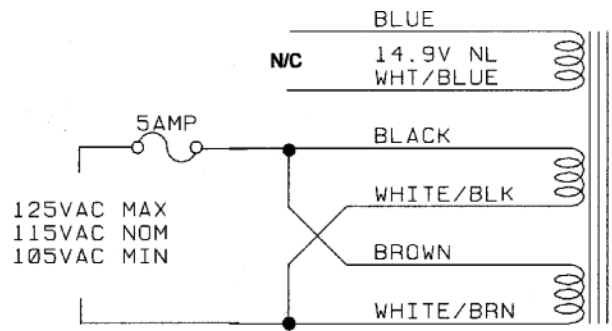 BLUE
N/C
14.9V NL
WHT/BLUE
5AMP
BLACK
WHITE/BLK
125VAC MAX
115VAC NOM
105VAC MIN
BROWN
WHITE/BRN